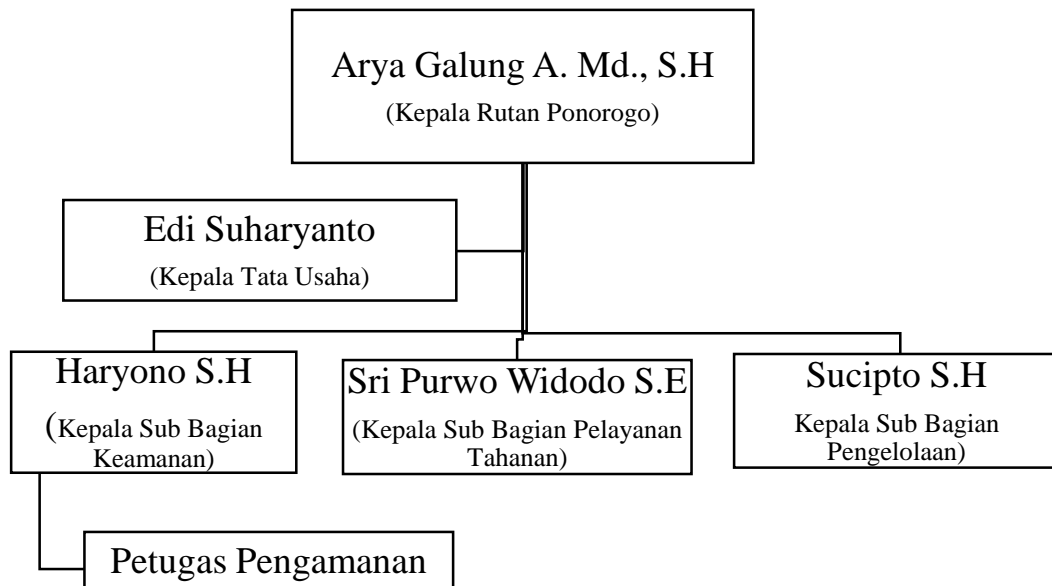 Arya Galung A. Md., S.H
(Kepala Rutan Ponorogo)
Edi Suharyanto
(Kepala Tata Usaha)
Haryono S.H
(Kepala Sub Bagian
Keamanan)
Sri Purwo Widodo S.E
(Kepala Sub Bagian Pelayanan
Tahanan)
Sucipto S.H
Kepala Sub Bagian
Pengelolaan)
Petugas Pengamanan